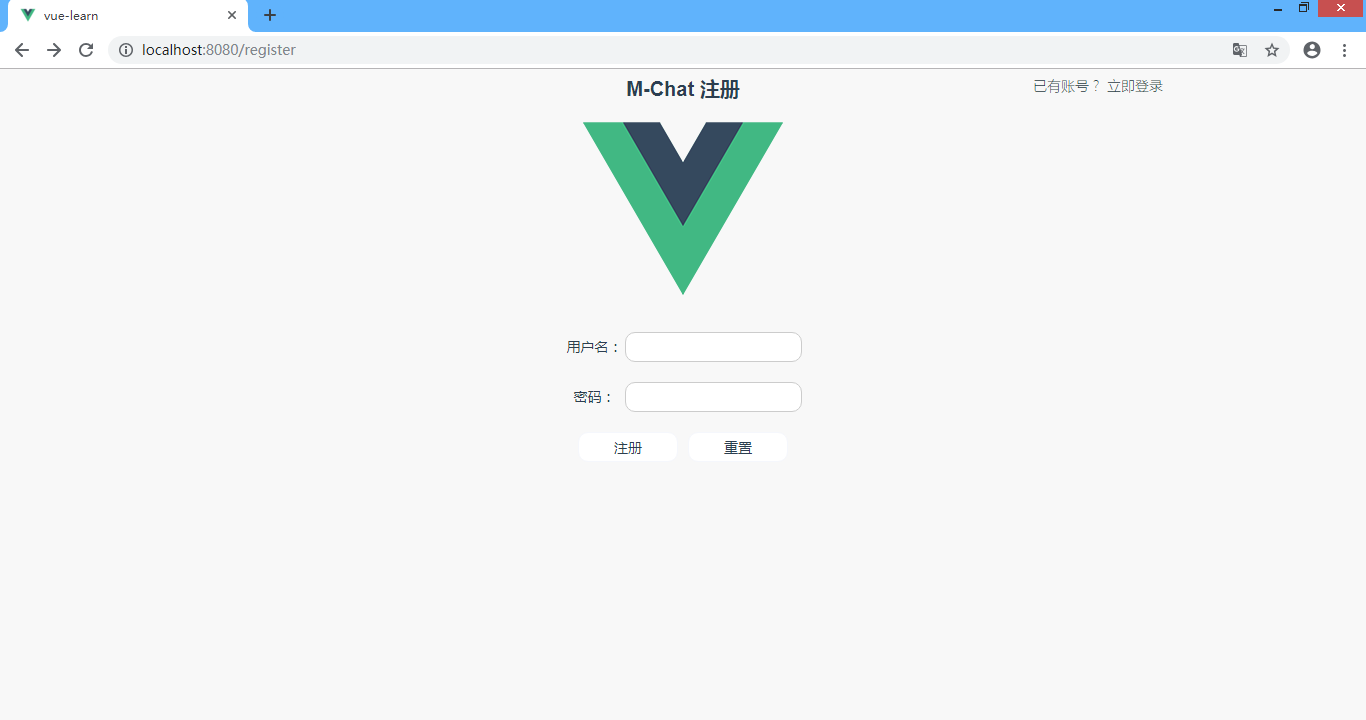 vue-learn
localhost:8080/register
M-Chat 注册
已有账号？ 立即登录
用户名：
密码：
注册 重置